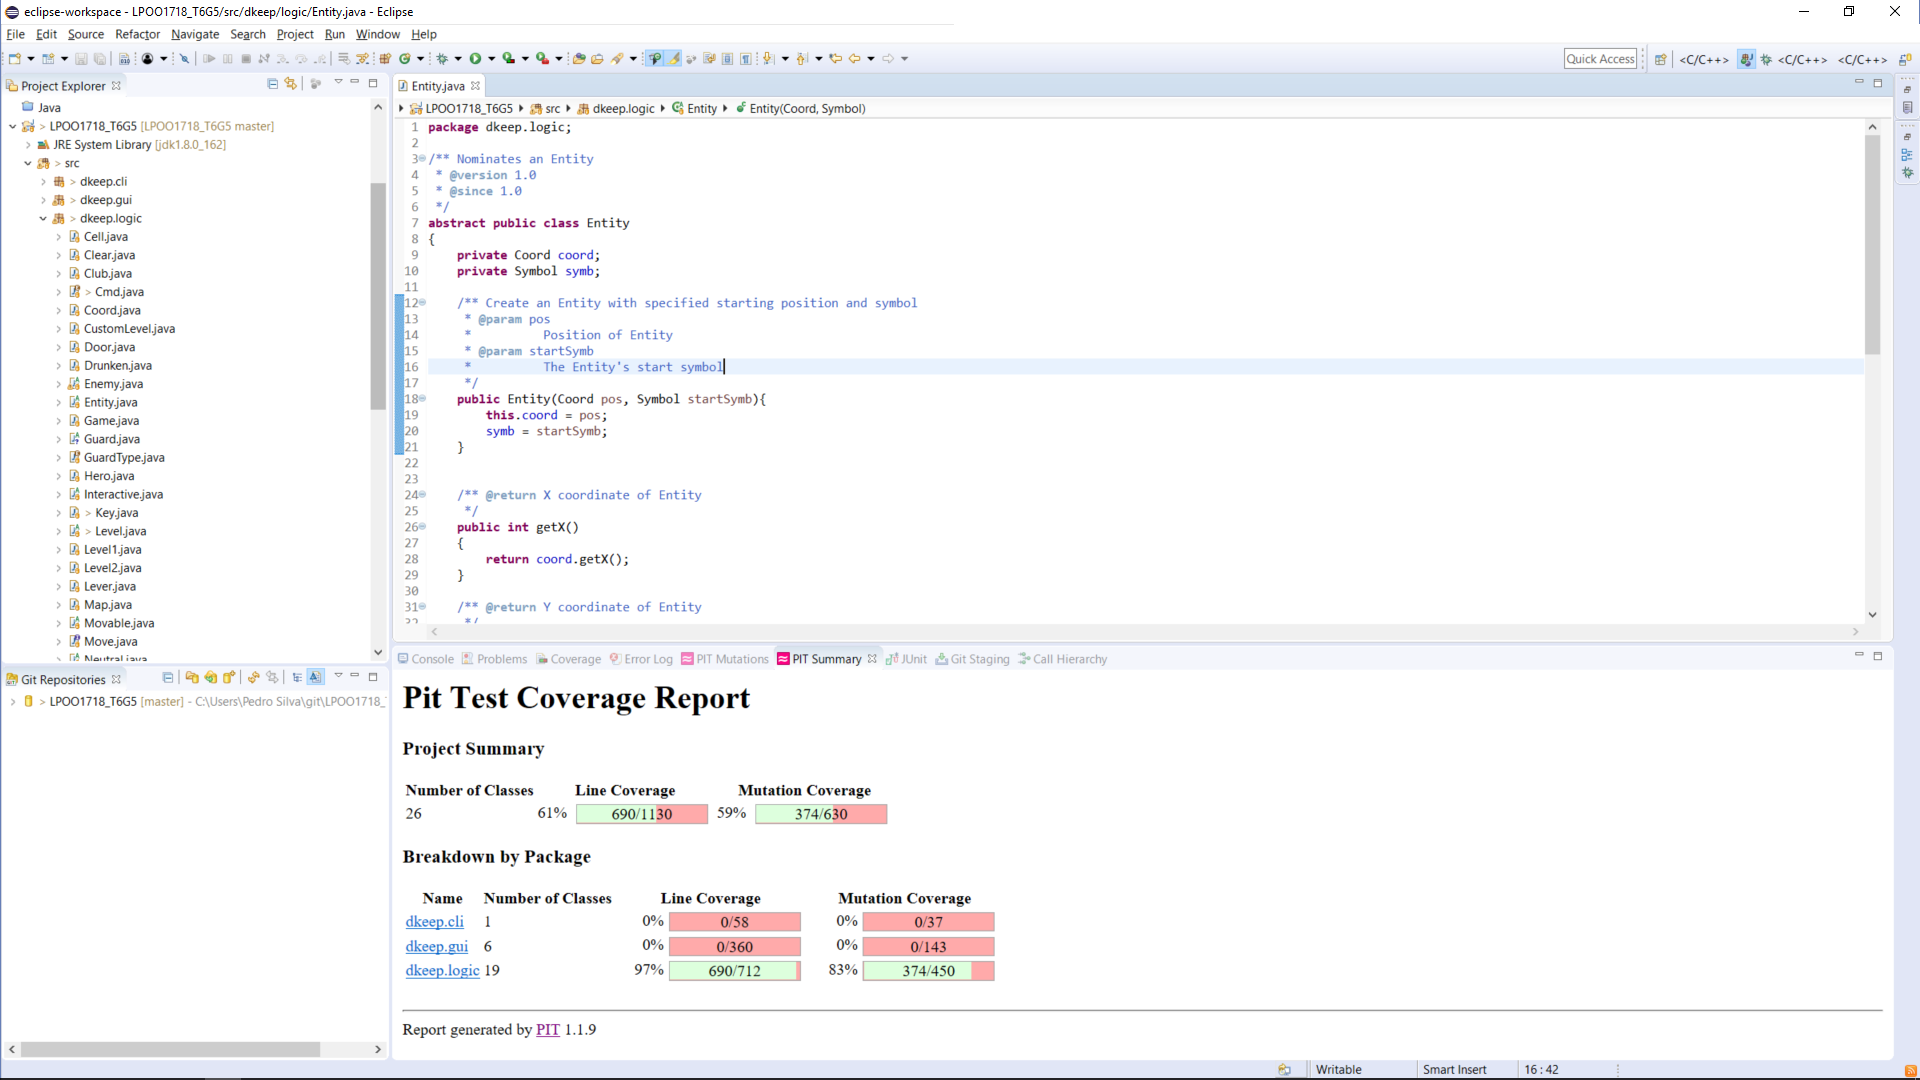 eclipse-workspace - LPOO1718_T6G5/src/dkeep/logic/Entity.java - Eclipse
File Edit Source Refactor Navigate Search Project Run Window Help
Quick Access <C/C++> <C/C++> <C/C++>
Project Explorer
Java
> LPOO1718_T6G5 [LPOO1718_T6G5 master]
JRE System Library [jdk1.8.0_162]
> src
> dkeep.cli
> dkeep.gui
> dkeep.logic
Cell.java
Clear.java
Club.java
> Cmd.java
Coord.java
CustomLevel.java
Door.java
Drunken.java
Enemy.java
Entity.java
Game.java
Guard.java
GuardType.java
Hero.java
Interactive.java
> Key.java
> Level.java
Level1.java
Level2.java
Lever.java
Map.java
Movable.java
Move.java
Neutral.java
Git Repositories
> LPOO1718_T6G5 [master] - C:\Users\Pedro Silva\git\LPOO1718_
Entity.java
LPOO1718_T6G5 src dkeep.logic Entity Entity(Coord, Symbol)
1 package dkeep.logic;
2
3 /** Nominates an Entity
4 * @version 1.0
5 * @since 1.0
6 */
7 abstract public class Entity
8 {
9 private Coord coord;
10 private Symbol symb;
11
12 /** Create an Entity with specified starting position and symbol
13 * @param pos
14 * Position of Entity
15 * @param startSymb
16 * The Entity's start symbol
17 */
18 public Entity(Coord pos, Symbol startSymb){
19 this.coord = pos;
20 symb = startSymb;
21 }
22
23
24 /** @return X coordinate of Entity
25 */
26 public int getX()
27 {
28 return coord.getX();
29 }
30
31 /** @return Y coordinate of Entity
32 */
Console Problems Coverage Error Log PIT Mutations PIT Summary JUnit Git Staging Call Hierarchy
Pit Test Coverage Report
Project Summary
Number of Classes Line Coverage Mutation Coverage
26 61% 690/1130 59% 374/630
Breakdown by Package
Name Number of Classes Line Coverage Mutation Coverage
dkeep.cli 1 0% 0/58 0% 0/37
dkeep.gui 6 0% 0/360 0% 0/143
dkeep.logic 19 97% 690/712 83% 374/450
Report generated by PIT 1.1.9
Writable Smart Insert 16 : 42